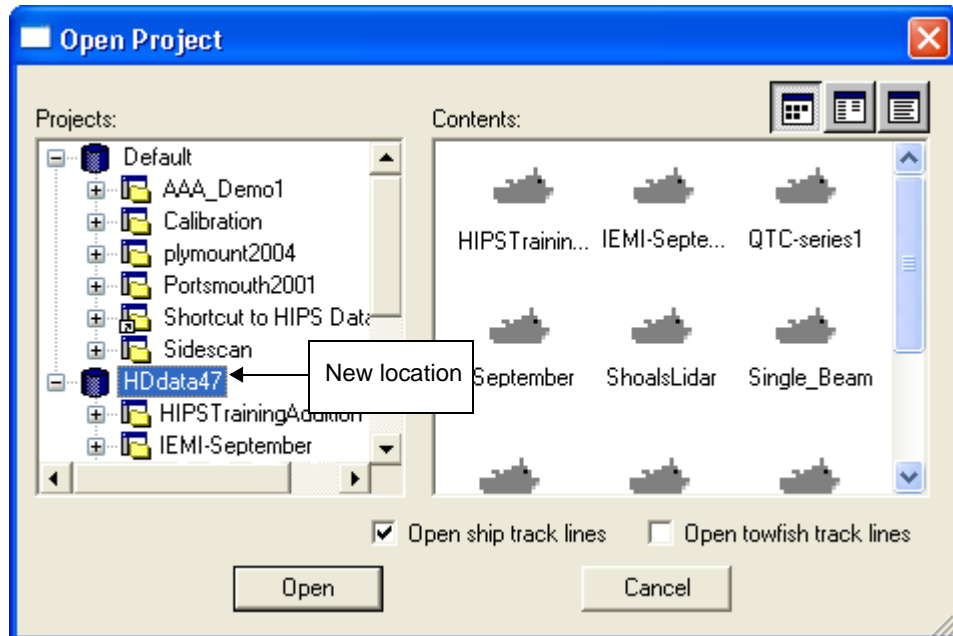 Open Project
Projects:
Default
AAA_Demo1
Calibration
plymount2004
Portsmouth2001
Shortcut to HIPS Data
Sidescan
HDdata47
New location
HIPSTrainingAddition
IEMI-September
Contents:
HIPSTrainin... IEMI-Septe... QTC-series1
September ShoalsLidar Single_Beam
Open ship track lines Open towfish track lines
Open Cancel